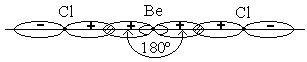 Cl Be Cl
− + + + + −
180°